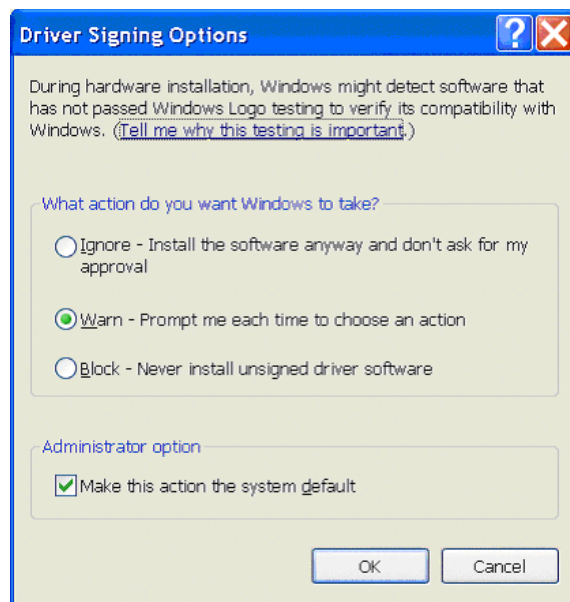 Driver Signing Options
?
During hardware installation, Windows might detect software that
has not passed Windows Logo testing to verify its compatibility with
Windows. (Tell me why this testing is important.)
What action do you want Windows to take?
Ignore - Install the software anyway and don't ask for my
approval
Warn - Prompt me each time to choose an action
Block - Never install unsigned driver software
Administrator option
Make this action the system default
OK Cancel